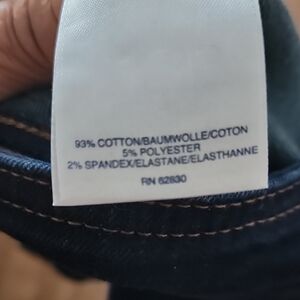 93% COTTON/BAUMWOLLE/COTON
5% POLYESTER
2% SPANDEX/ELASTANE/ELASTHANNE
RN 62830